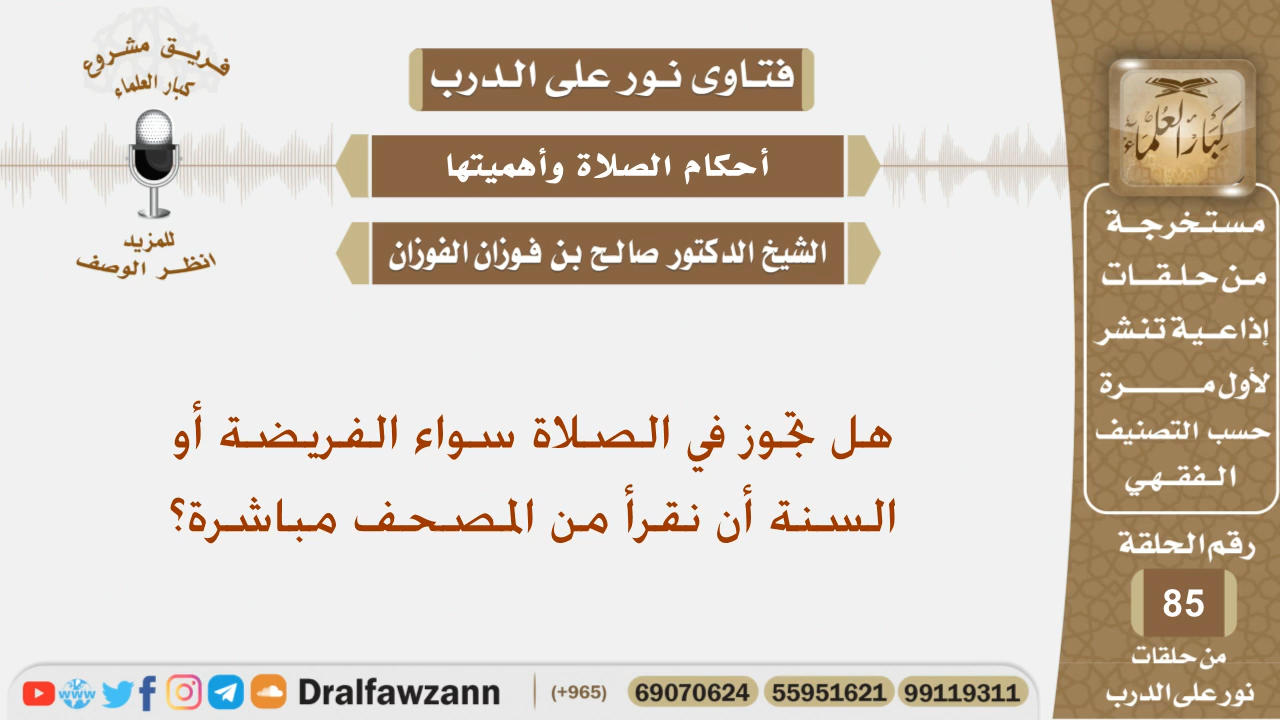 فتاوى نور على الدرب
أحكام الصلاة وأهميتها
الشيخ الدكتور صالح بن فوزان الفوزان
فريق مشروع
كبار العلماء
للمزيد
انظر الوصف
هل تجوز في الصلاة سواء الفريضة أو
السنة أن نقرأ من المصحف مباشرة؟
كبار العلماء
مستخرجة
من حلقات
إذاعية تنشر
لأول مرة
حسب التصنيف
الفقهي
رقم الحلقة
85
من حلقات
نور على الدرب
www Dralfawzann (+965) 69070624 55951621 99119311